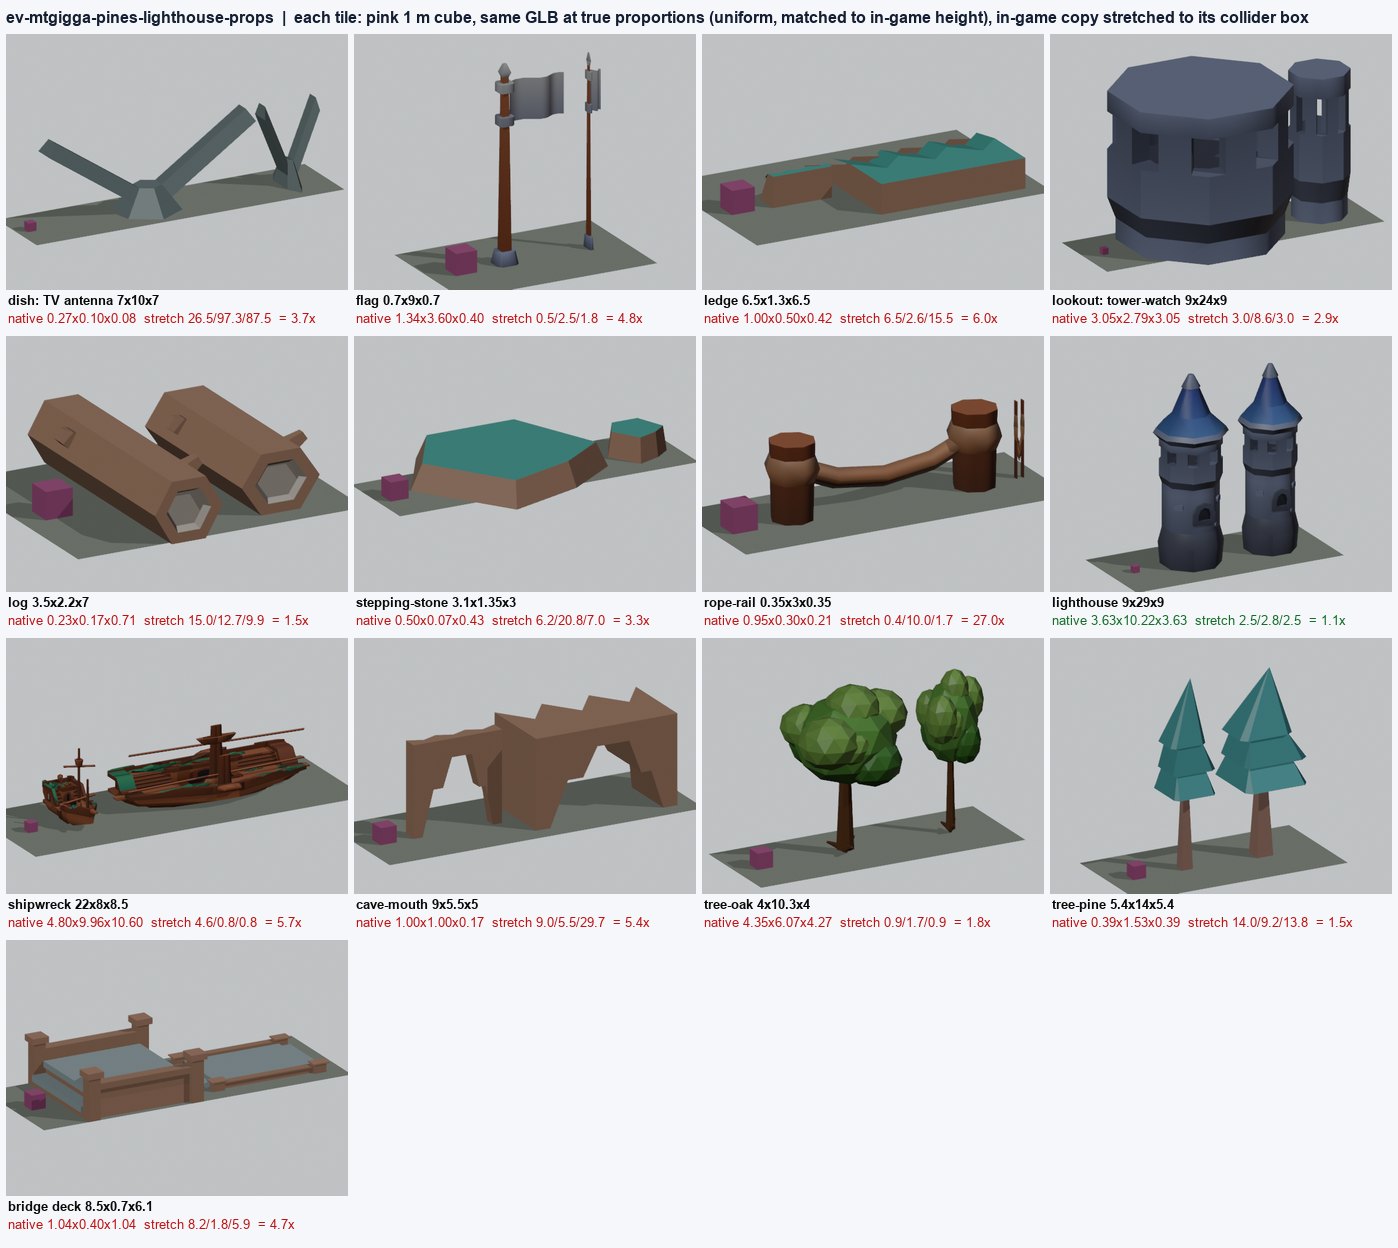 ev-mtgigga-pines-lighthouse-props | each tile: pink 1 m cube, same GLB at true proportions (uniform, matched to in-game height), in-game copy stretched to its collider box
dish: TV antenna 7x10x7
native 0.27x0.10x0.08 stretch 26.5/97.3/87.5 = 3.7x
flag 0.7x9x0.7
native 1.34x3.60x0.40 stretch 0.5/2.5/1.8 = 4.8x
ledge 6.5x1.3x6.5
native 1.00x0.50x0.42 stretch 6.5/2.6/15.5 = 6.0x
lookout: tower-watch 9x24x9
native 3.05x2.79x3.05 stretch 3.0/8.6/3.0 = 2.9x
log 3.5x2.2x7
native 0.23x0.17x0.71 stretch 15.0/12.7/9.9 = 1.5x
stepping-stone 3.1x1.35x3
native 0.50x0.07x0.43 stretch 6.2/20.8/7.0 = 3.3x
rope-rail 0.35x3x0.35
native 0.95x0.30x0.21 stretch 0.4/10.0/1.7 = 27.0x
lighthouse 9x29x9
native 3.63x10.22x3.63 stretch 2.5/2.8/2.5 = 1.1x
shipwreck 22x8x8.5
native 4.80x9.96x10.60 stretch 4.6/0.8/0.8 = 5.7x
cave-mouth 9x5.5x5
native 1.00x1.00x0.17 stretch 9.0/5.5/29.7 = 5.4x
tree-oak 4x10.3x4
native 4.35x6.07x4.27 stretch 0.9/1.7/0.9 = 1.8x
tree-pine 5.4x14x5.4
native 0.39x1.53x0.39 stretch 14.0/9.2/13.8 = 1.5x
bridge deck 8.5x0.7x6.1
native 1.04x0.40x1.04 stretch 8.2/1.8/5.9 = 4.7x